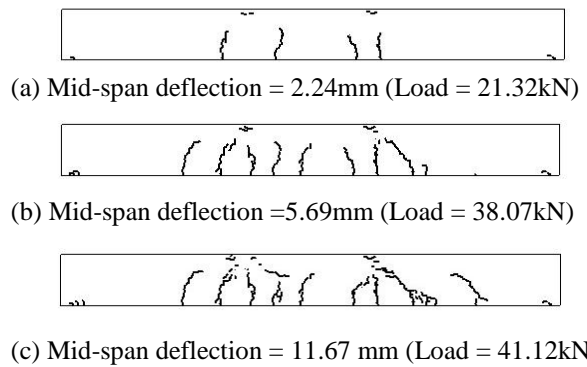 (a) Mid-span deflection = 2.24mm (Load = 21.32kN)
(b) Mid-span deflection =5.69mm (Load = 38.07kN)
(c) Mid-span deflection = 11.67 mm (Load = 41.12kN